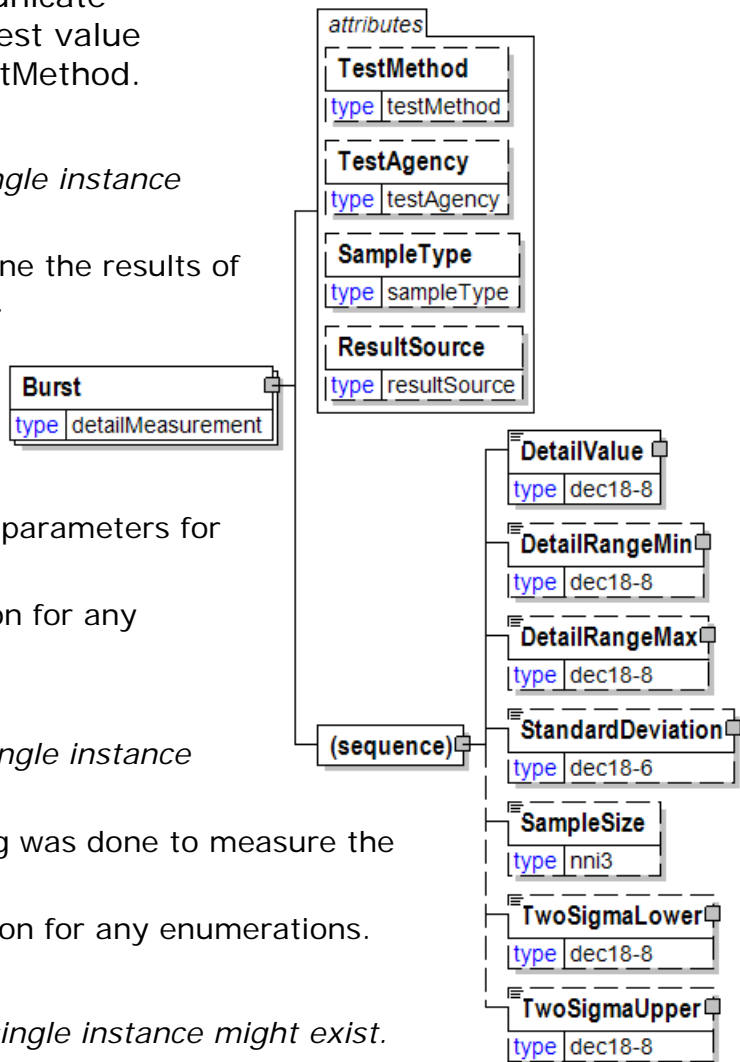 unicate
est value
tMethod.
ngle instance
ne the results of
.
parameters for
on for any
ngle instance
g was done to measure the
on for any enumerations.
single instance might exist.
Burst
type detailMeasurement
attributes
TestMethod
type testMethod
TestAgency
type testAgency
SampleType
type sampleType
ResultSource
type resultSource
(sequence)
DetailValue
type dec18-8
DetailRangeMin
type dec18-8
DetailRangeMax
type dec18-8
StandardDeviation
type dec18-6
SampleSize
type nni3
TwoSigmaLower
type dec18-8
TwoSigmaUpper
type dec18-8